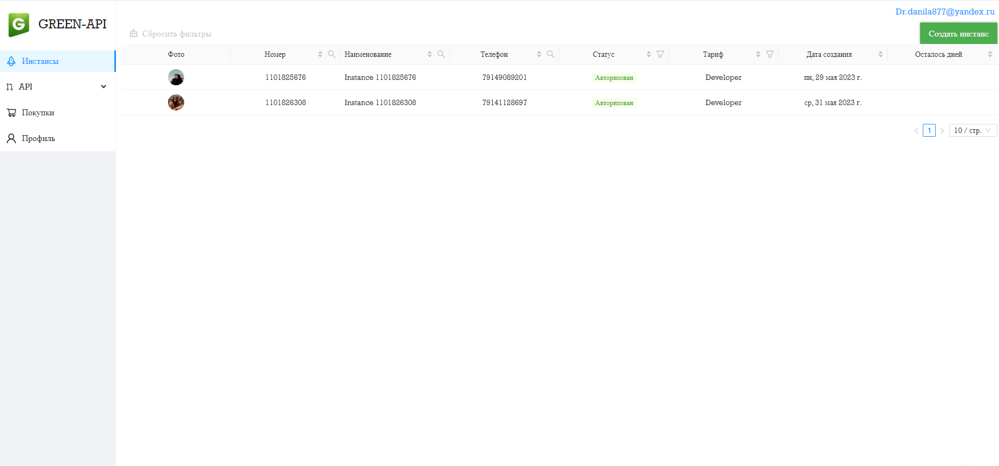 Dr.danila877@yandex.ru
G GREEN-API
Сбросить фильтры
Создать инстанс
Инстансы
API
Покупки
Профиль
Фото Номер Наименование Телефон Статус Тариф Дата создания Осталось дней
1101825676 Instance 1101825676 79149089201 Авторизован Developer пн, 29 мая 2023 г.
1101826308 Instance 1101826308 79141128697 Авторизован Developer ср, 31 мая 2023 г.
1 10 / стр.